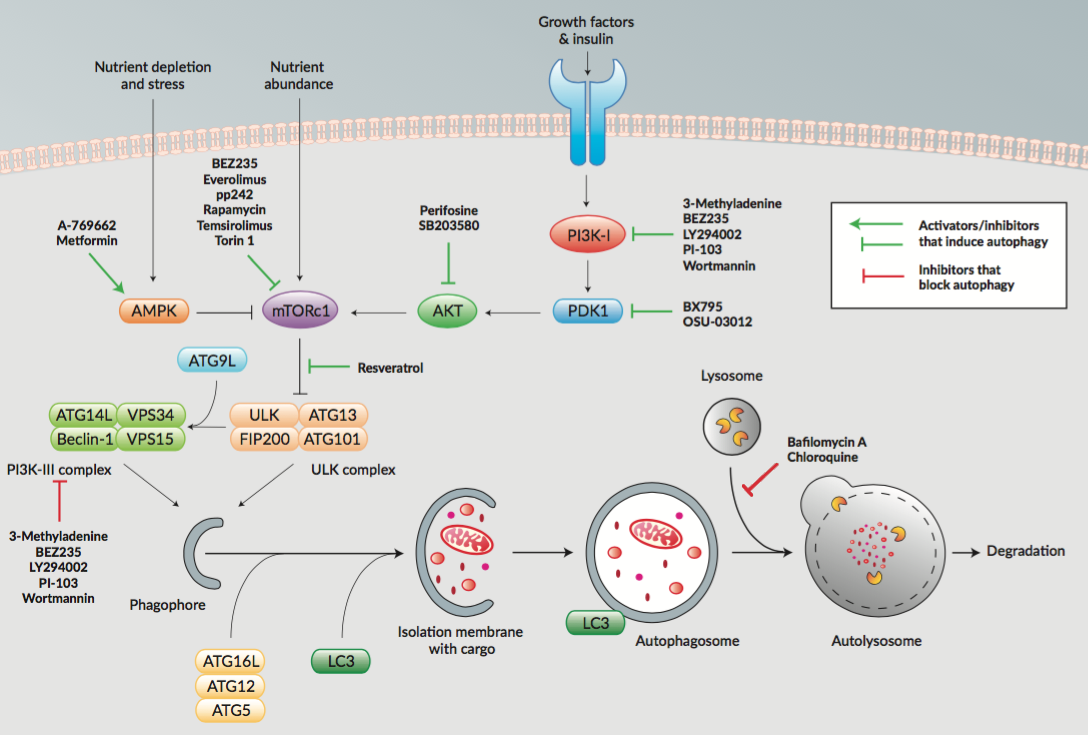 Growth factors
& insulin
Nutrient depletion
and stress
Nutrient
abundance
BEZ235
Everolimus
pp242
Rapamycin
Temsirolimus
Torin 1
A-769662
Metformin
Perifosine
SB203580
3-Methyladenine
BEZ235
LY294002
PI-103
Wortmannin
PI3K-I
Activators/inhibitors
that induce autophagy
Inhibitors that
block autophagy
AMPK
mTORc1
AKT
PDK1
BX795
OSU-03012
ATG9L
Resveratrol
Lysosome
ATG14L VPS34
Beclin-1 VPS15
ULK ATG13
FIP200 ATG101
PI3K-III complex
ULK complex
Bafilomycin A
Chloroquine
3-Methyladenine
BEZ235
LY294002
PI-103
Wortmannin
Phagophore
Degradation
LC3
Isolation membrane
with cargo
Autophagosome
Autolysosome
ATG16L
ATG12
ATG5
LC3